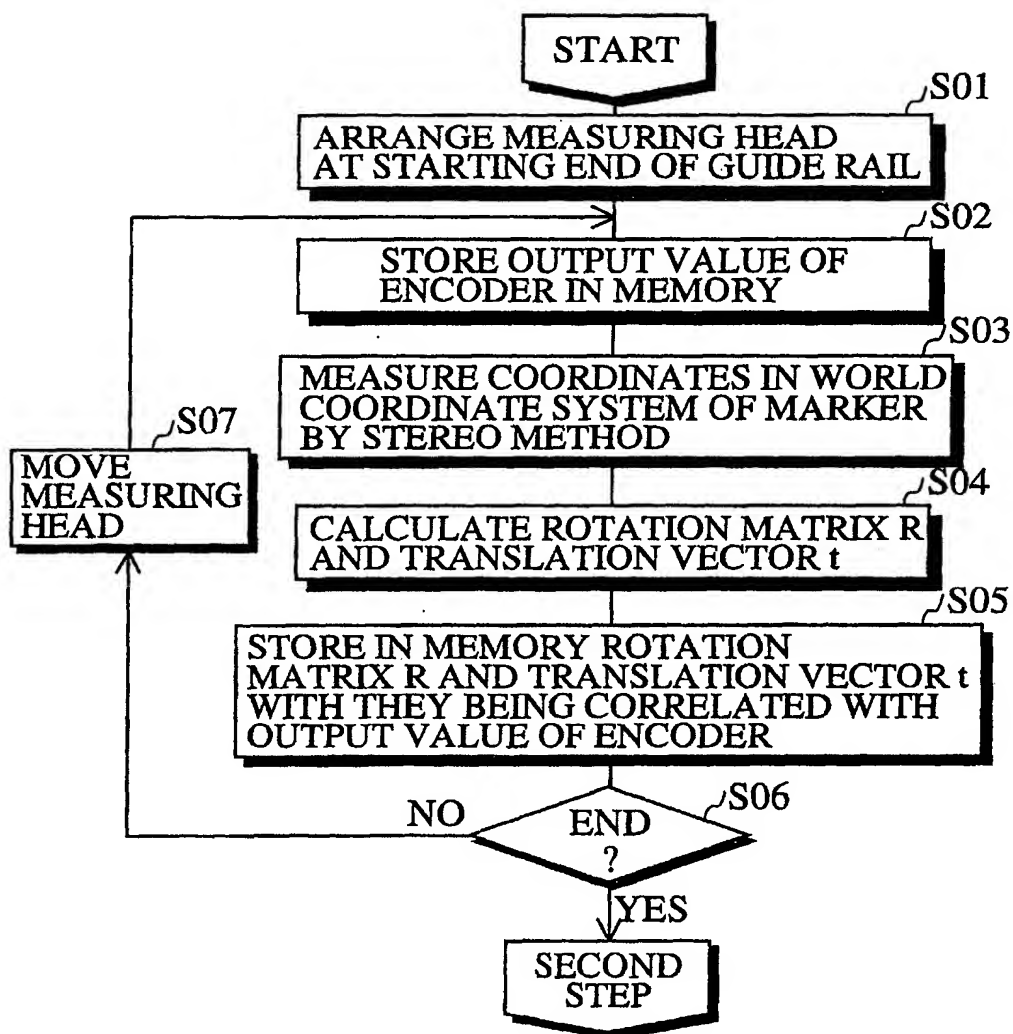 START
S01
ARRANGE MEASURING HEAD
AT STARTING END OF GUIDE RAIL
S02
STORE OUTPUT VALUE OF
ENCODER IN MEMORY
S03
MEASURE COORDINATES IN WORLD
COORDINATE SYSTEM OF MARKER
BY STEREO METHOD
S07
MOVE
MEASURING
HEAD
S04
CALCULATE ROTATION MATRIX R
AND TRANSLATION VECTOR t
S05
STORE IN MEMORY ROTATION
MATRIX R AND TRANSLATION VECTOR t
WITH THEY BEING CORRELATED WITH
OUTPUT VALUE OF ENCODER
S06
NO
END
?
YES
SECOND
STEP